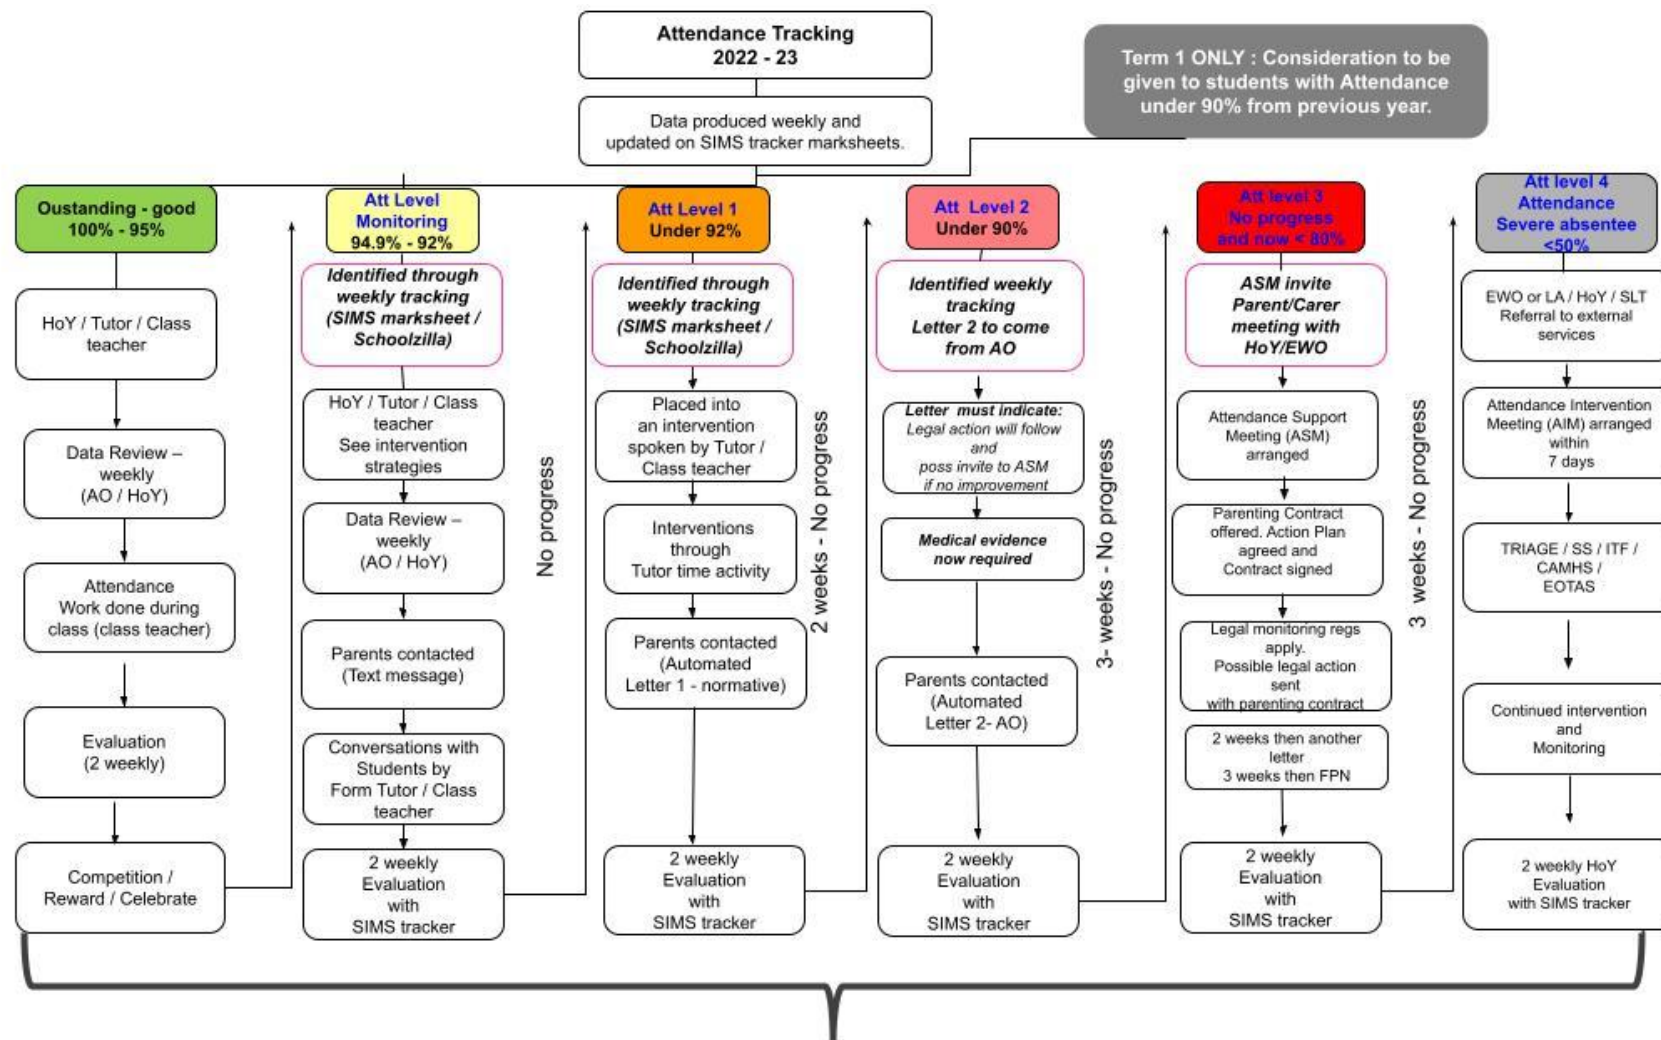 Attendance Tracking
2022 - 23
Term 1 ONLY : Consideration to be
given to students with Attendance
under 90% from previous year.
Data produced weekly and
updated on SIMS tracker marksheets.
Oustanding - good
100% - 95%
HoY / Tutor / Class
teacher
Data Review –
weekly
(AO / HoY)
Attendance
Work done during
class (class teacher)
Evaluation
(2 weekly)
Competition /
Reward / Celebrate
Att Level
Monitoring
94.9% - 92%
Identified through
weekly tracking
(SIMS marksheet /
Schoolzilla)
HoY / Tutor / Class
teacher
See intervention
strategies
Data Review –
weekly
(AO / HoY)
Parents contacted
(Text message)
Conversations with
Students by
Form Tutor / Class
teacher
2 weekly
Evaluation
with
SIMS tracker
No progress
Att Level 1
Under 92%
Identified through
weekly tracking
(SIMS marksheet /
Schoolzilla)
Placed into
an intervention
spoken by Tutor /
Class teacher
Interventions
through
Tutor time activity
Parents contacted
(Automated
Letter 1 - normative)
2 weekly
Evaluation
with
SIMS tracker
2 weeks - No progress
Att Level 2
Under 90%
Identified weekly
tracking
Letter 2 to come
from AO
Letter must indicate:
Legal action will follow
and
poss invite to ASM
if no improvement
Medical evidence
now required
Parents contacted
(Automated
Letter 2- AO)
2 weekly
Evaluation
with
SIMS tracker
3- weeks - No progress
Att level 3
No progress
and now < 80%
ASM invite
Parent/Carer
meeting with
HoY/EWO
Attendance Support
Meeting (ASM)
arranged
Parenting Contract
offered. Action Plan
agreed and
Contract signed
Legal monitoring regs
apply.
Possible legal action
sent
with parenting contract
2 weeks then another
letter
3 weeks then FPN
2 weekly
Evaluation
with
SIMS tracker
3 weeks - No progress
Att level 4
Attendance
Severe absentee
<50%
EWO or LA / HoY / SLT
Referral to external
services
Attendance Intervention
Meeting (AIM) arranged
within
7 days
TRIAGE / SS / ITF /
CAMHS /
EOTAS
Continued intervention
and
Monitoring
2 weekly HoY
Evaluation
with SIMS tracker